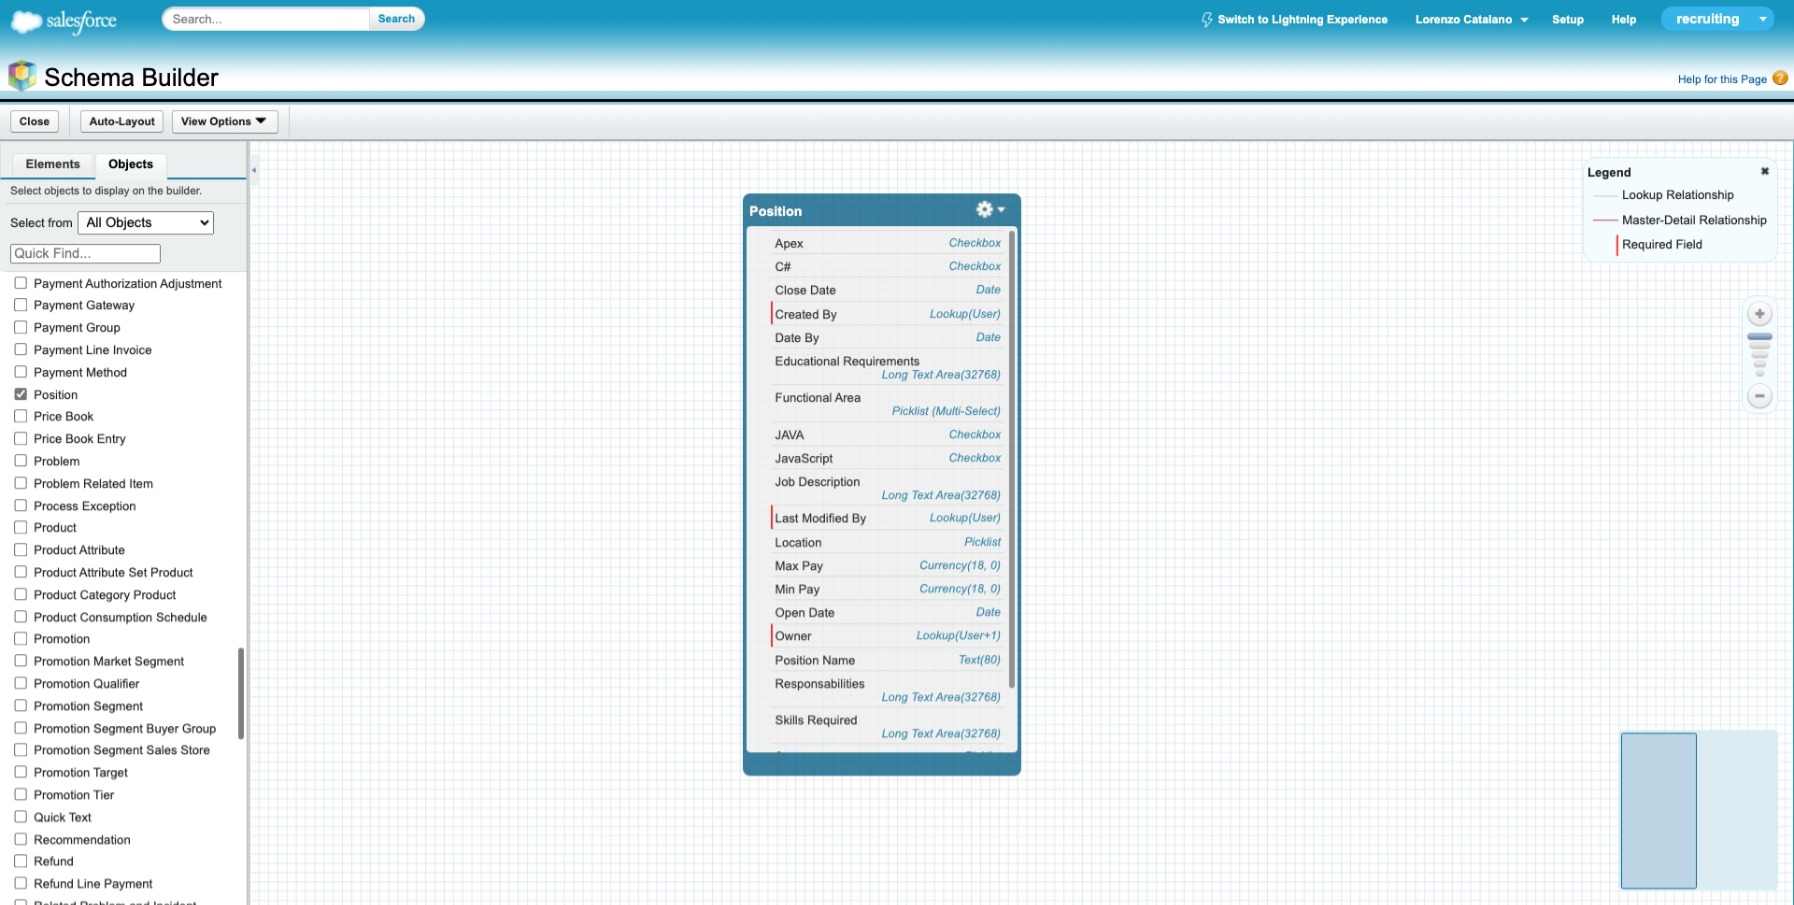 salesforce
Search...
Search
Switch to Lightning Experience
Lorenzo Catalano
Setup
Help
recruiting
Schema Builder
Help for this Page
Close
Auto-Layout
View Options
Elements
Objects
Select objects to display on the builder.
Select from All Objects
Quick Find...
Payment Authorization Adjustment
Payment Gateway
Payment Group
Payment Line Invoice
Payment Method
Position
Price Book
Price Book Entry
Problem
Problem Related Item
Process Exception
Product
Product Attribute
Product Attribute Set Product
Product Category Product
Product Consumption Schedule
Promotion
Promotion Market Segment
Promotion Qualifier
Promotion Segment
Promotion Segment Buyer Group
Promotion Segment Sales Store
Promotion Target
Promotion Tier
Quick Text
Recommendation
Refund
Refund Line Payment
Related Problem and Incident
Position
Apex Checkbox
C# Checkbox
Close Date Date
Created By Lookup(User)
Date By Date
Educational Requirements
Long Text Area(32768)
Functional Area
Picklist (Multi-Select)
JAVA Checkbox
JavaScript Checkbox
Job Description
Long Text Area(32768)
Last Modified By Lookup(User)
Location Picklist
Max Pay Currency(18, 0)
Min Pay Currency(18, 0)
Open Date Date
Owner Lookup(User+1)
Position Name Text(80)
Responsabilities
Long Text Area(32768)
Skills Required
Long Text Area(32768)
Legend
Lookup Relationship
Master-Detail Relationship
Required Field